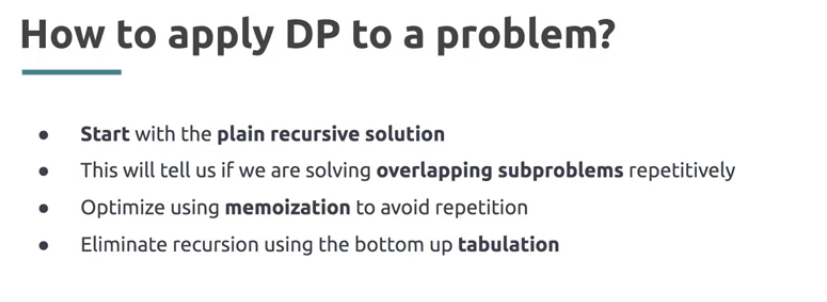 How to apply DP to a problem?
● Start with the plain recursive solution
● This will tell us if we are solving overlapping subproblems repetitively
● Optimize using memoization to avoid repetition
● Eliminate recursion using the bottom up tabulation